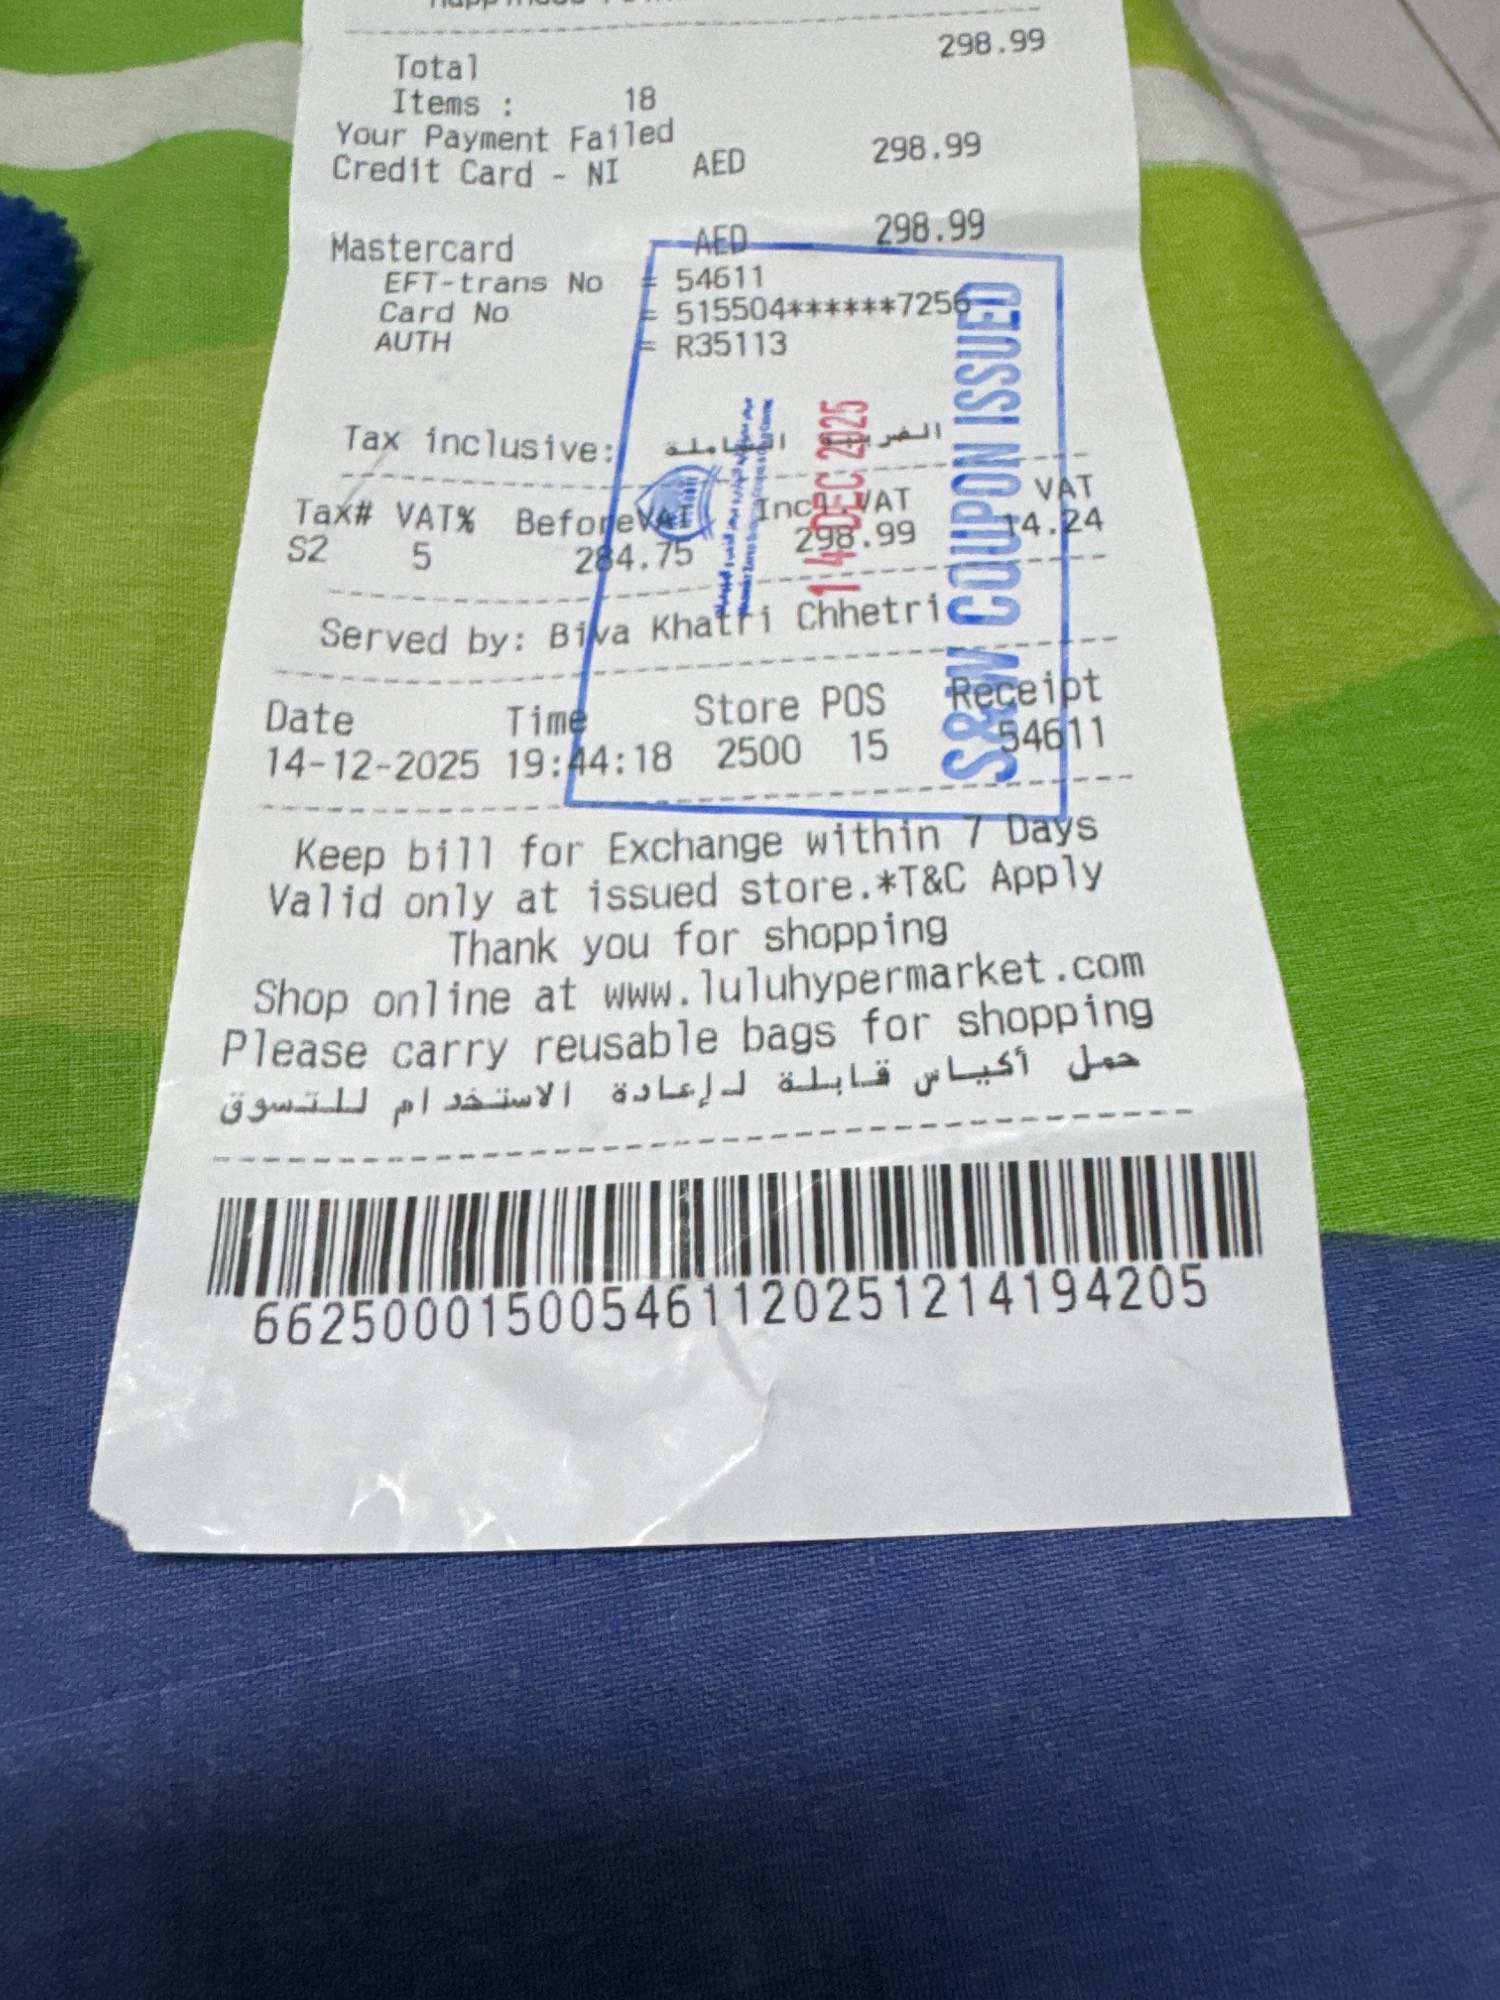 Total 298.99
Items : 18
Your Payment Failed
Credit Card - NI AED 298.99
Mastercard AED 298.99
EFT-trans No = 54611
Card No = 515504******7256
AUTH = R35113
Tax inclusive: الضريبة الشاملة
Tax# VAT% BeforeVAT Incl VAT VAT
S2 5 284.75 298.99 14.24
Served by: Biva Khatri Chhetri
Date Time Store POS Receipt
14-12-2025 19:44:18 2500 15 54611
Keep bill for Exchange within 7 Days
Valid only at issued store.*T&C Apply
Thank you for shopping
Shop online at www.luluhypermarket.com
Please carry reusable bags for shopping
حمل أكياس قابلة لإعادة الاستخدام للتسوق
662500015005461120251214194205
14 DEC 2025
S&W COUPON ISSUED